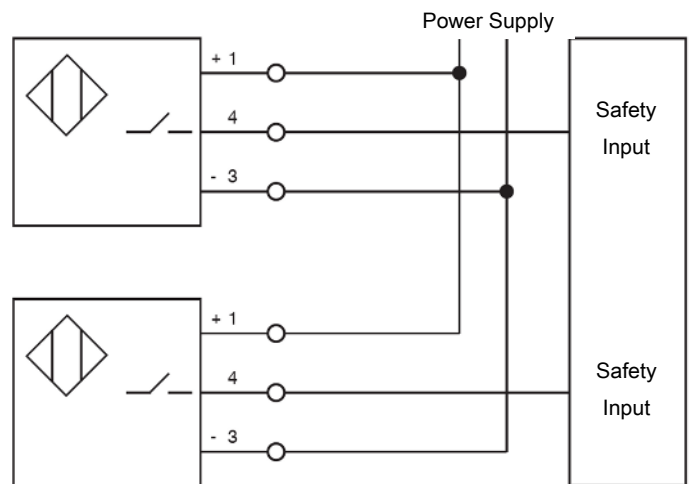 Power Supply
+ 1
4
- 3
Safety
Input
+ 1
4
- 3
Safety
Input